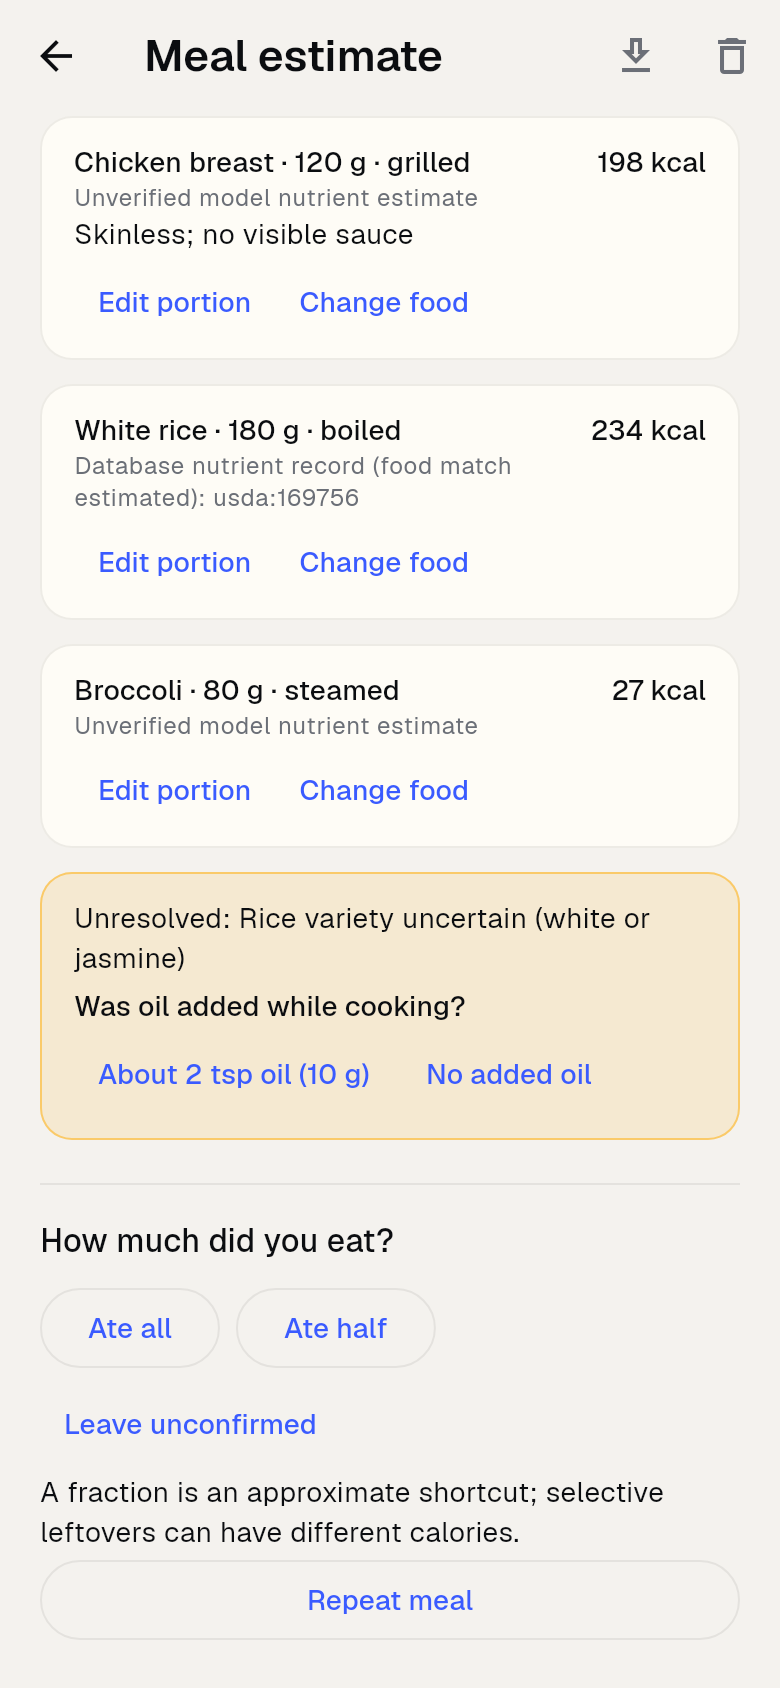 Meal estimate
Chicken breast · 120 g · grilled 198 kcal
Unverified model nutrient estimate
Skinless; no visible sauce
Edit portion Change food
White rice · 180 g · boiled 234 kcal
Database nutrient record (food match
estimated): usda:169756
Edit portion Change food
Broccoli · 80 g · steamed 27 kcal
Unverified model nutrient estimate
Edit portion Change food
Unresolved: Rice variety uncertain (white or
jasmine)
Was oil added while cooking?
About 2 tsp oil (10 g) No added oil
How much did you eat?
Ate all Ate half
Leave unconfirmed
A fraction is an approximate shortcut; selective
leftovers can have different calories.
Repeat meal